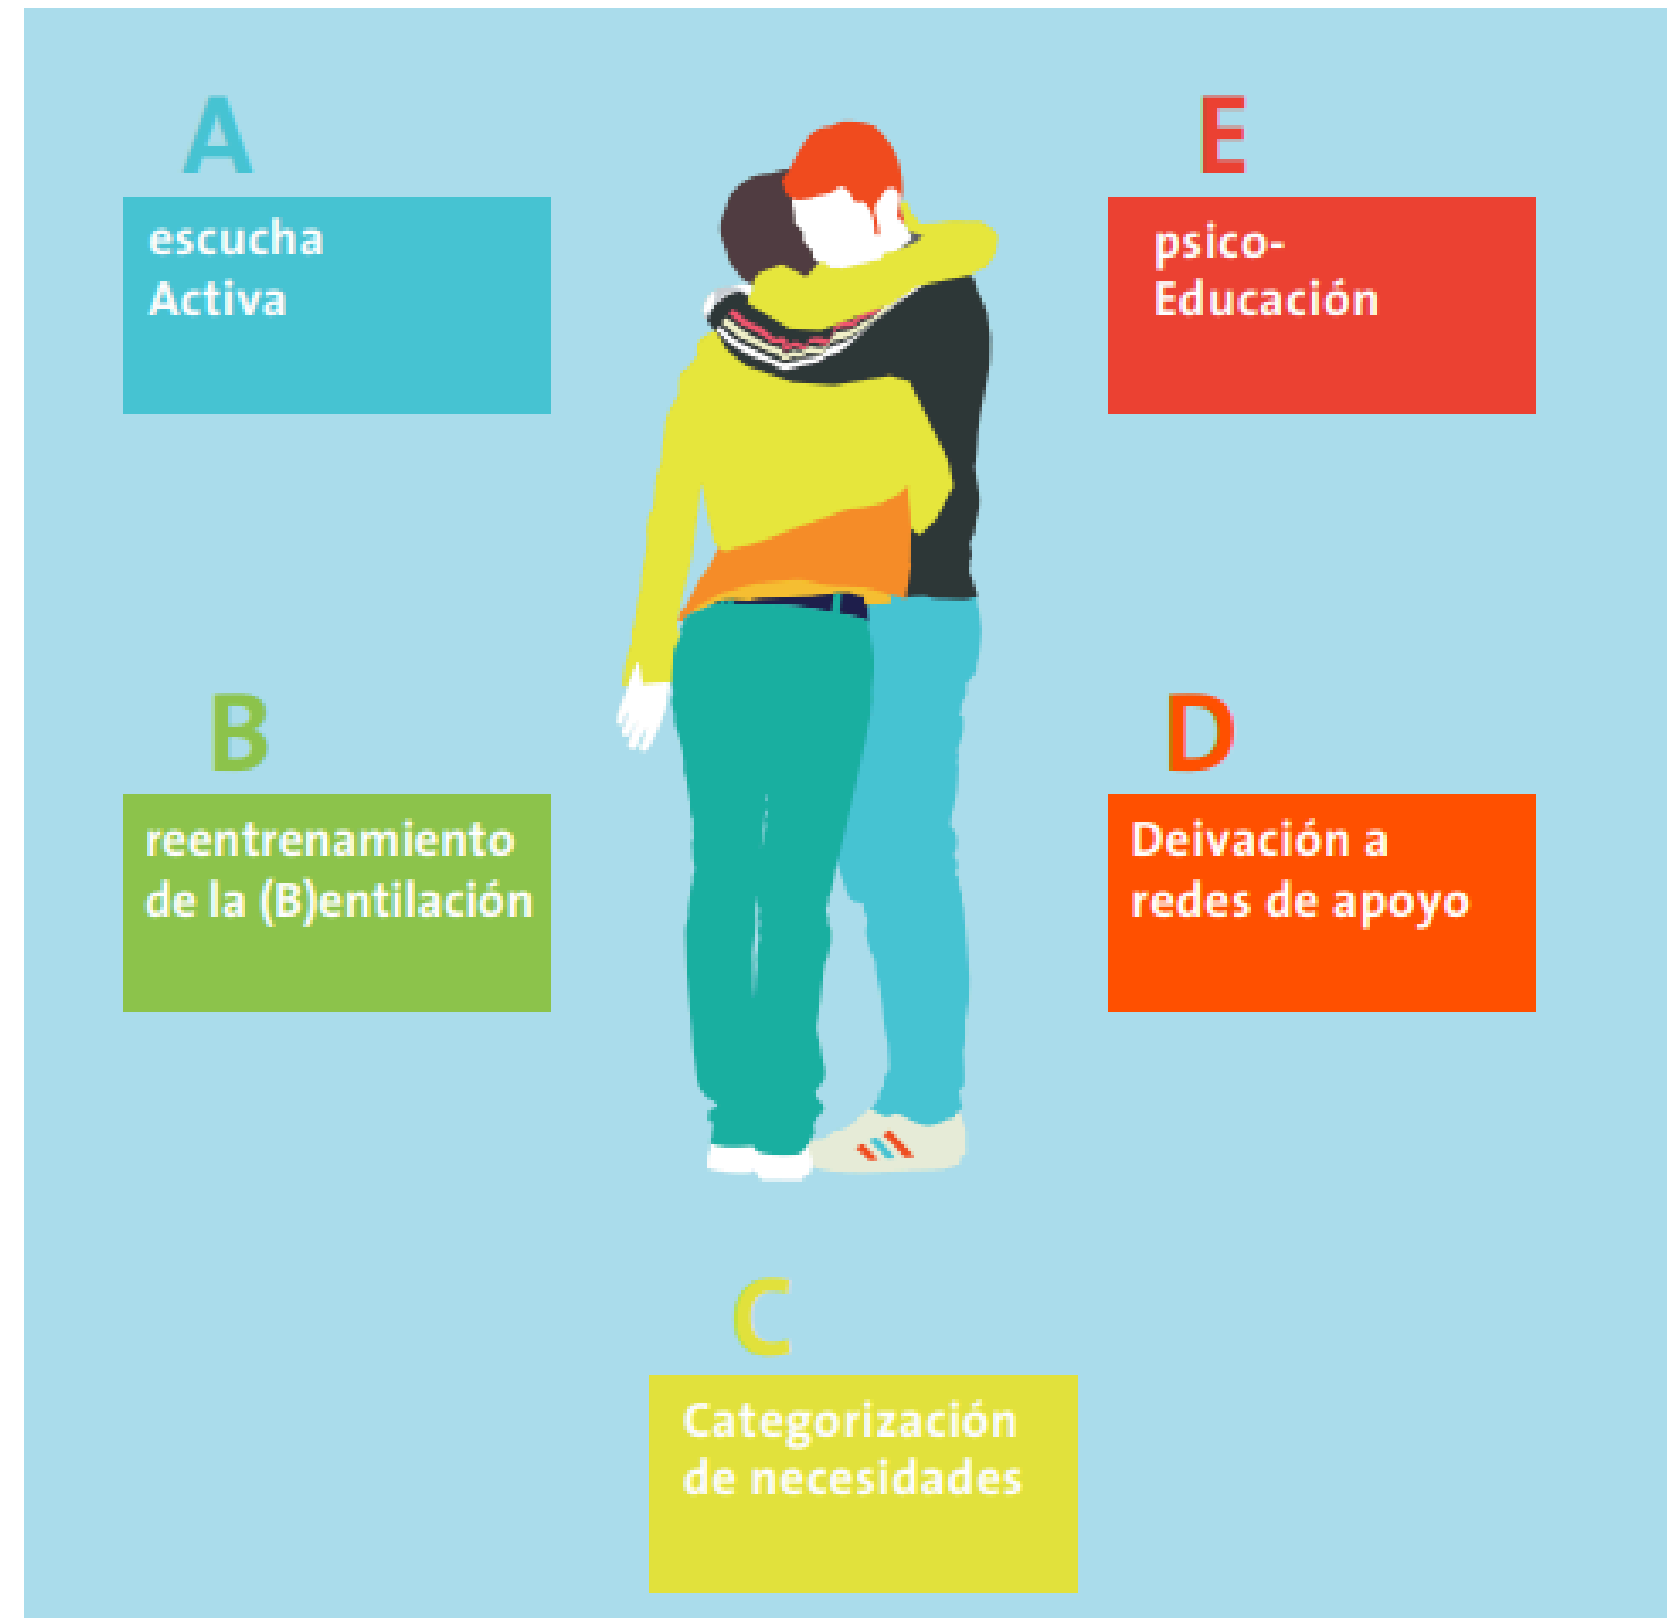 A
escucha
Activa
B
reentrenamiento
de la (B)entilación
C
Categorización
de necesidades
D
Deivación a
redes de apoyo
E
psico-
Educación